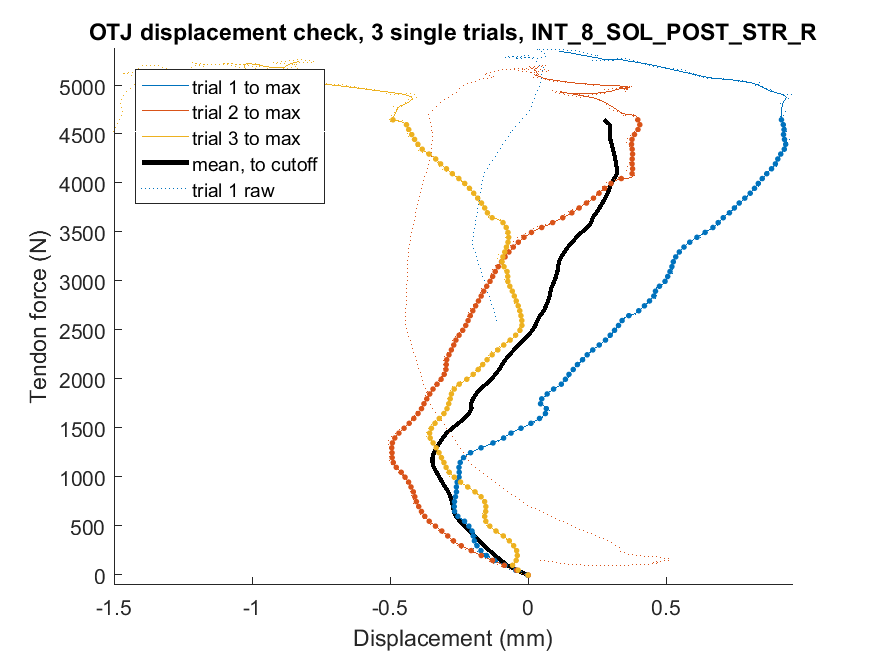 OTJ displacement check, 3 single trials, INT_8_SOL_POST_STR_R
trial 1 to max
trial 2 to max
trial 3 to max
mean, to cutoff
trial 1 raw
5000
4500
4000
3500
3000
2500
2000
1500
1000
500
0
Tendon force (N)
-1.5
-1
-0.5
0
0.5
Displacement (mm)